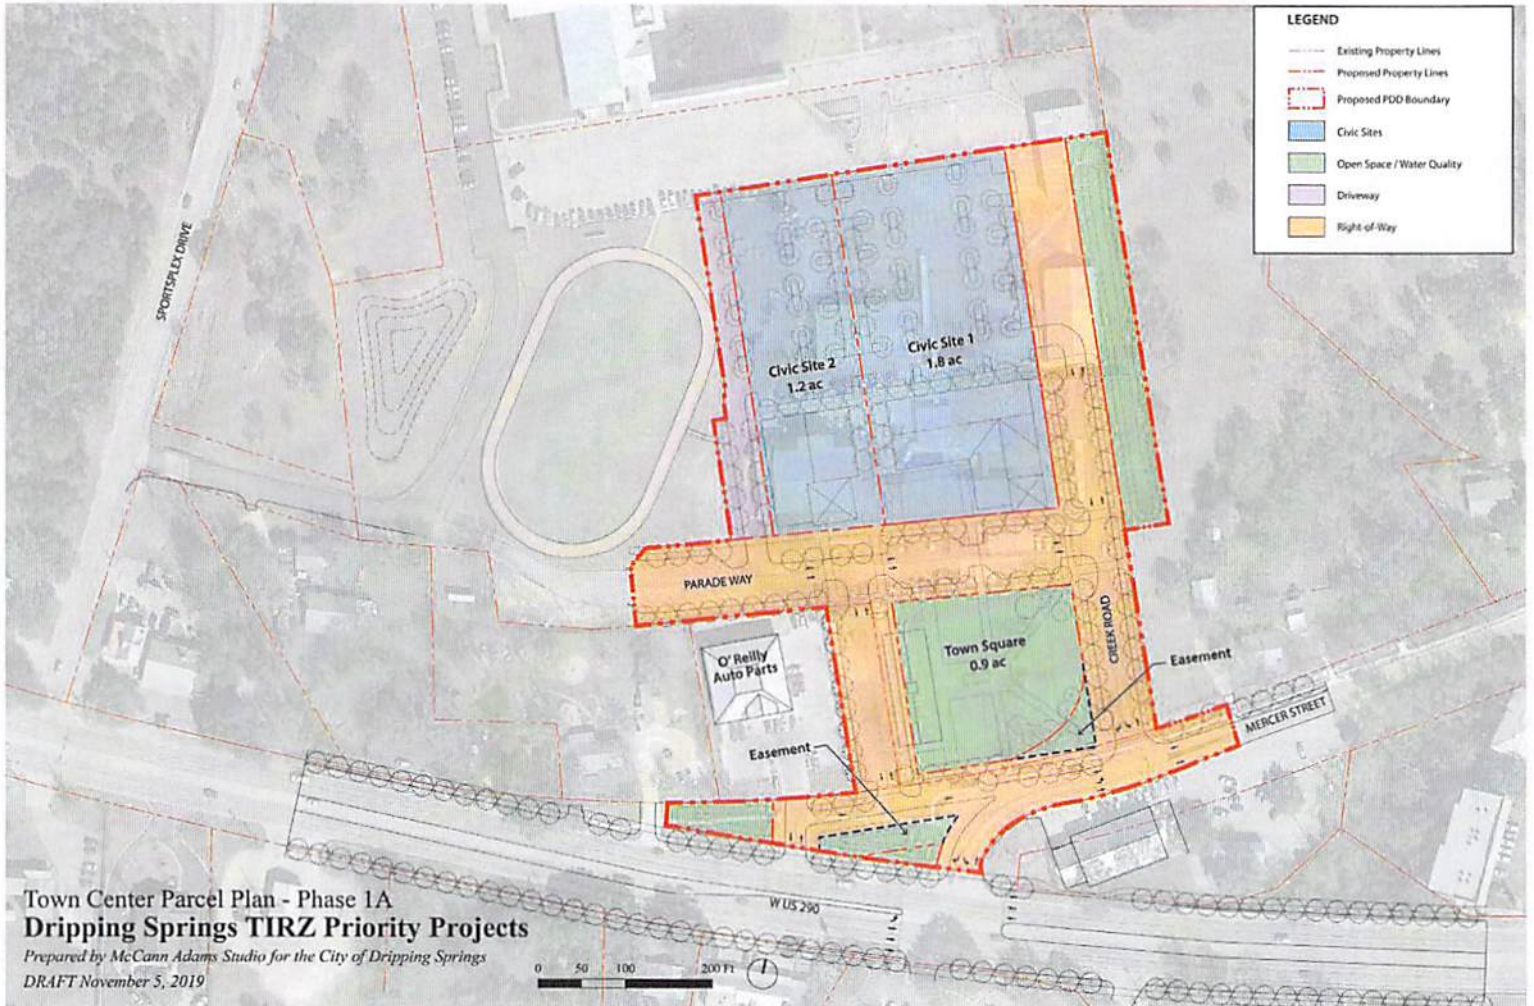 LEGEND
Existing Property Lines
Proposed Property Lines
Proposed PDD Boundary
Civic Sites
Open Space / Water Quality
Driveway
Right-of-Way
SPORTSPLEX DRIVE
Civic Site 2
1.2 ac
Civic Site 1
1.8 ac
PARADE WAY
CREEK ROAD
O' Reilly
Auto Parts
Town Square
0.9 ac
Easement
MERCER STREET
Easement
W US 290
Town Center Parcel Plan - Phase 1A
Dripping Springs TIRZ Priority Projects
Prepared by McCann Adams Studio for the City of Dripping Springs
DRAFT November 5, 2019
0 50 100 200 Ft